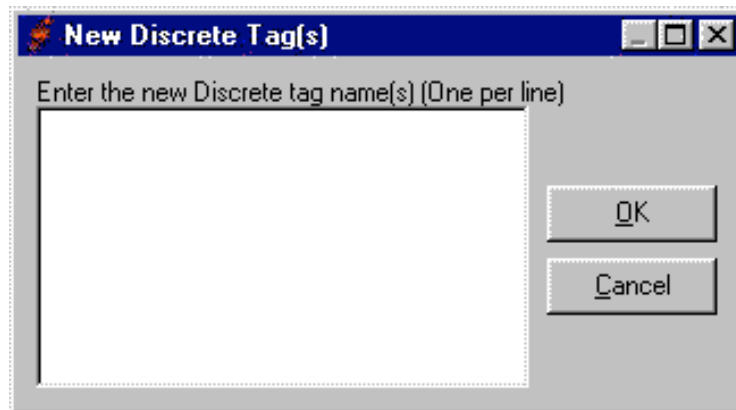 New Discrete Tag(s)
Enter the new Discrete tag name(s) (One per line)
OK
Cancel